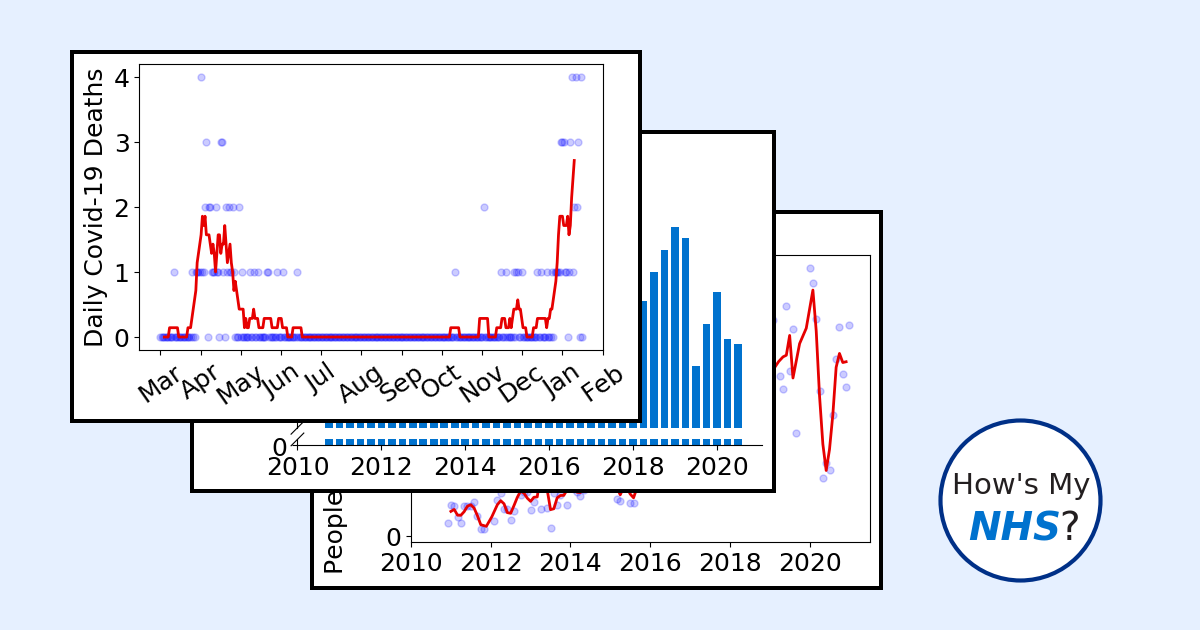 Daily Covid-19 Deaths
4
3
2
1
0
Mar Apr May Jun Jul Aug Sep Oct Nov Dec Jan Feb
0
2010 2012 2014 2016 2018 2020
People
0
2010 2012 2014 2016 2018 2020
How's My
NHS?